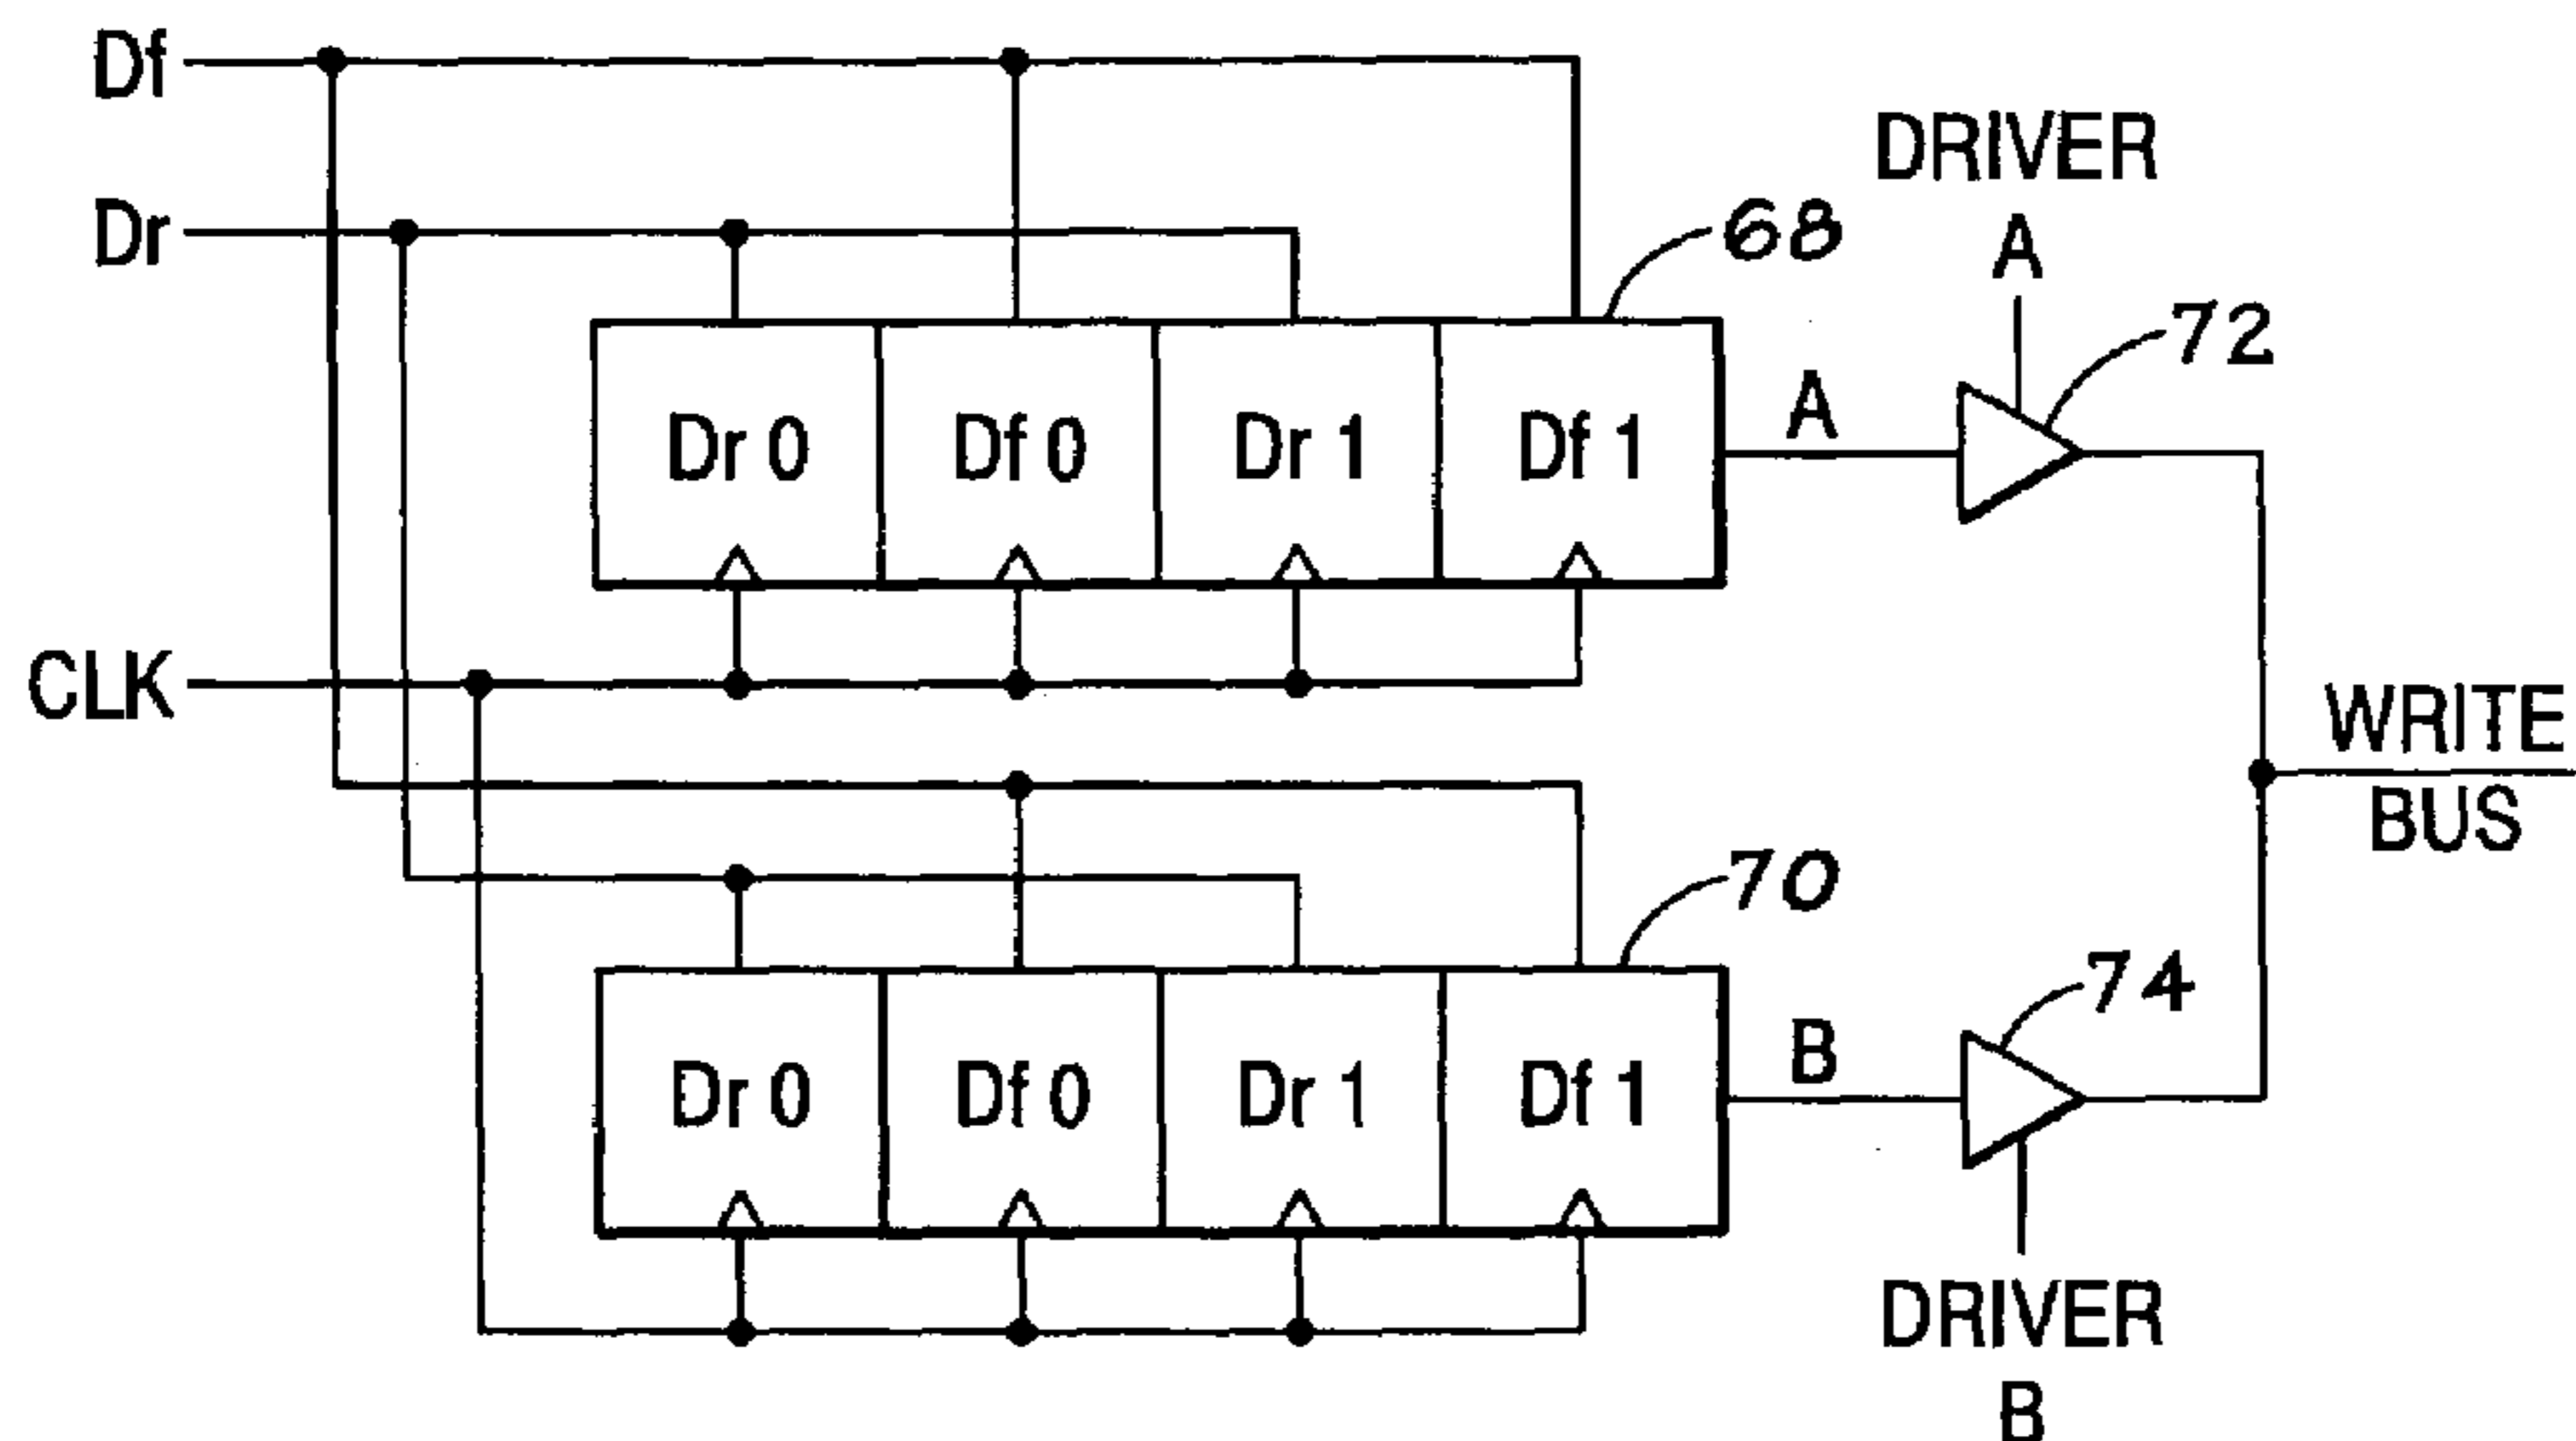 Df
Dr
DRIVER
A
68
72
Dr 0
Df 0
Dr 1
Df 1
A
CLK
WRITE
BUS
70
74
Dr 0
Df 0
Dr 1
Df 1
B
DRIVER
B